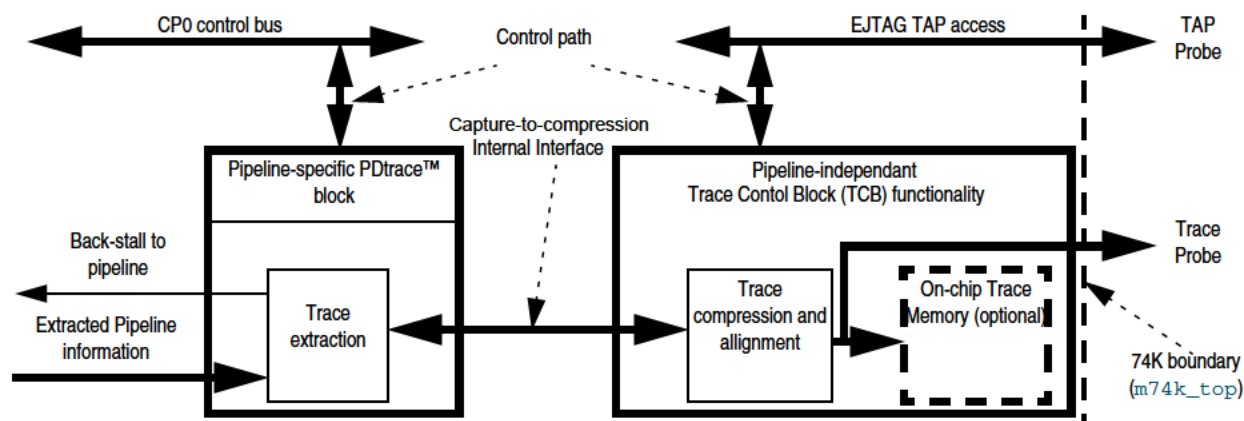 CP0 control bus
Control path
EJTAG TAP access
TAP
Probe
Capture-to-compression
Internal Interface
Pipeline-specific PDtrace™
block
Pipeline-independant
Trace Contol Block (TCB) functionality
Back-stall to
pipeline
Extracted Pipeline
information
Trace
extraction
Trace
compression and
allignment
On-chip Trace
Memory (optional)
Trace
Probe
74K boundary
(m74k_top)